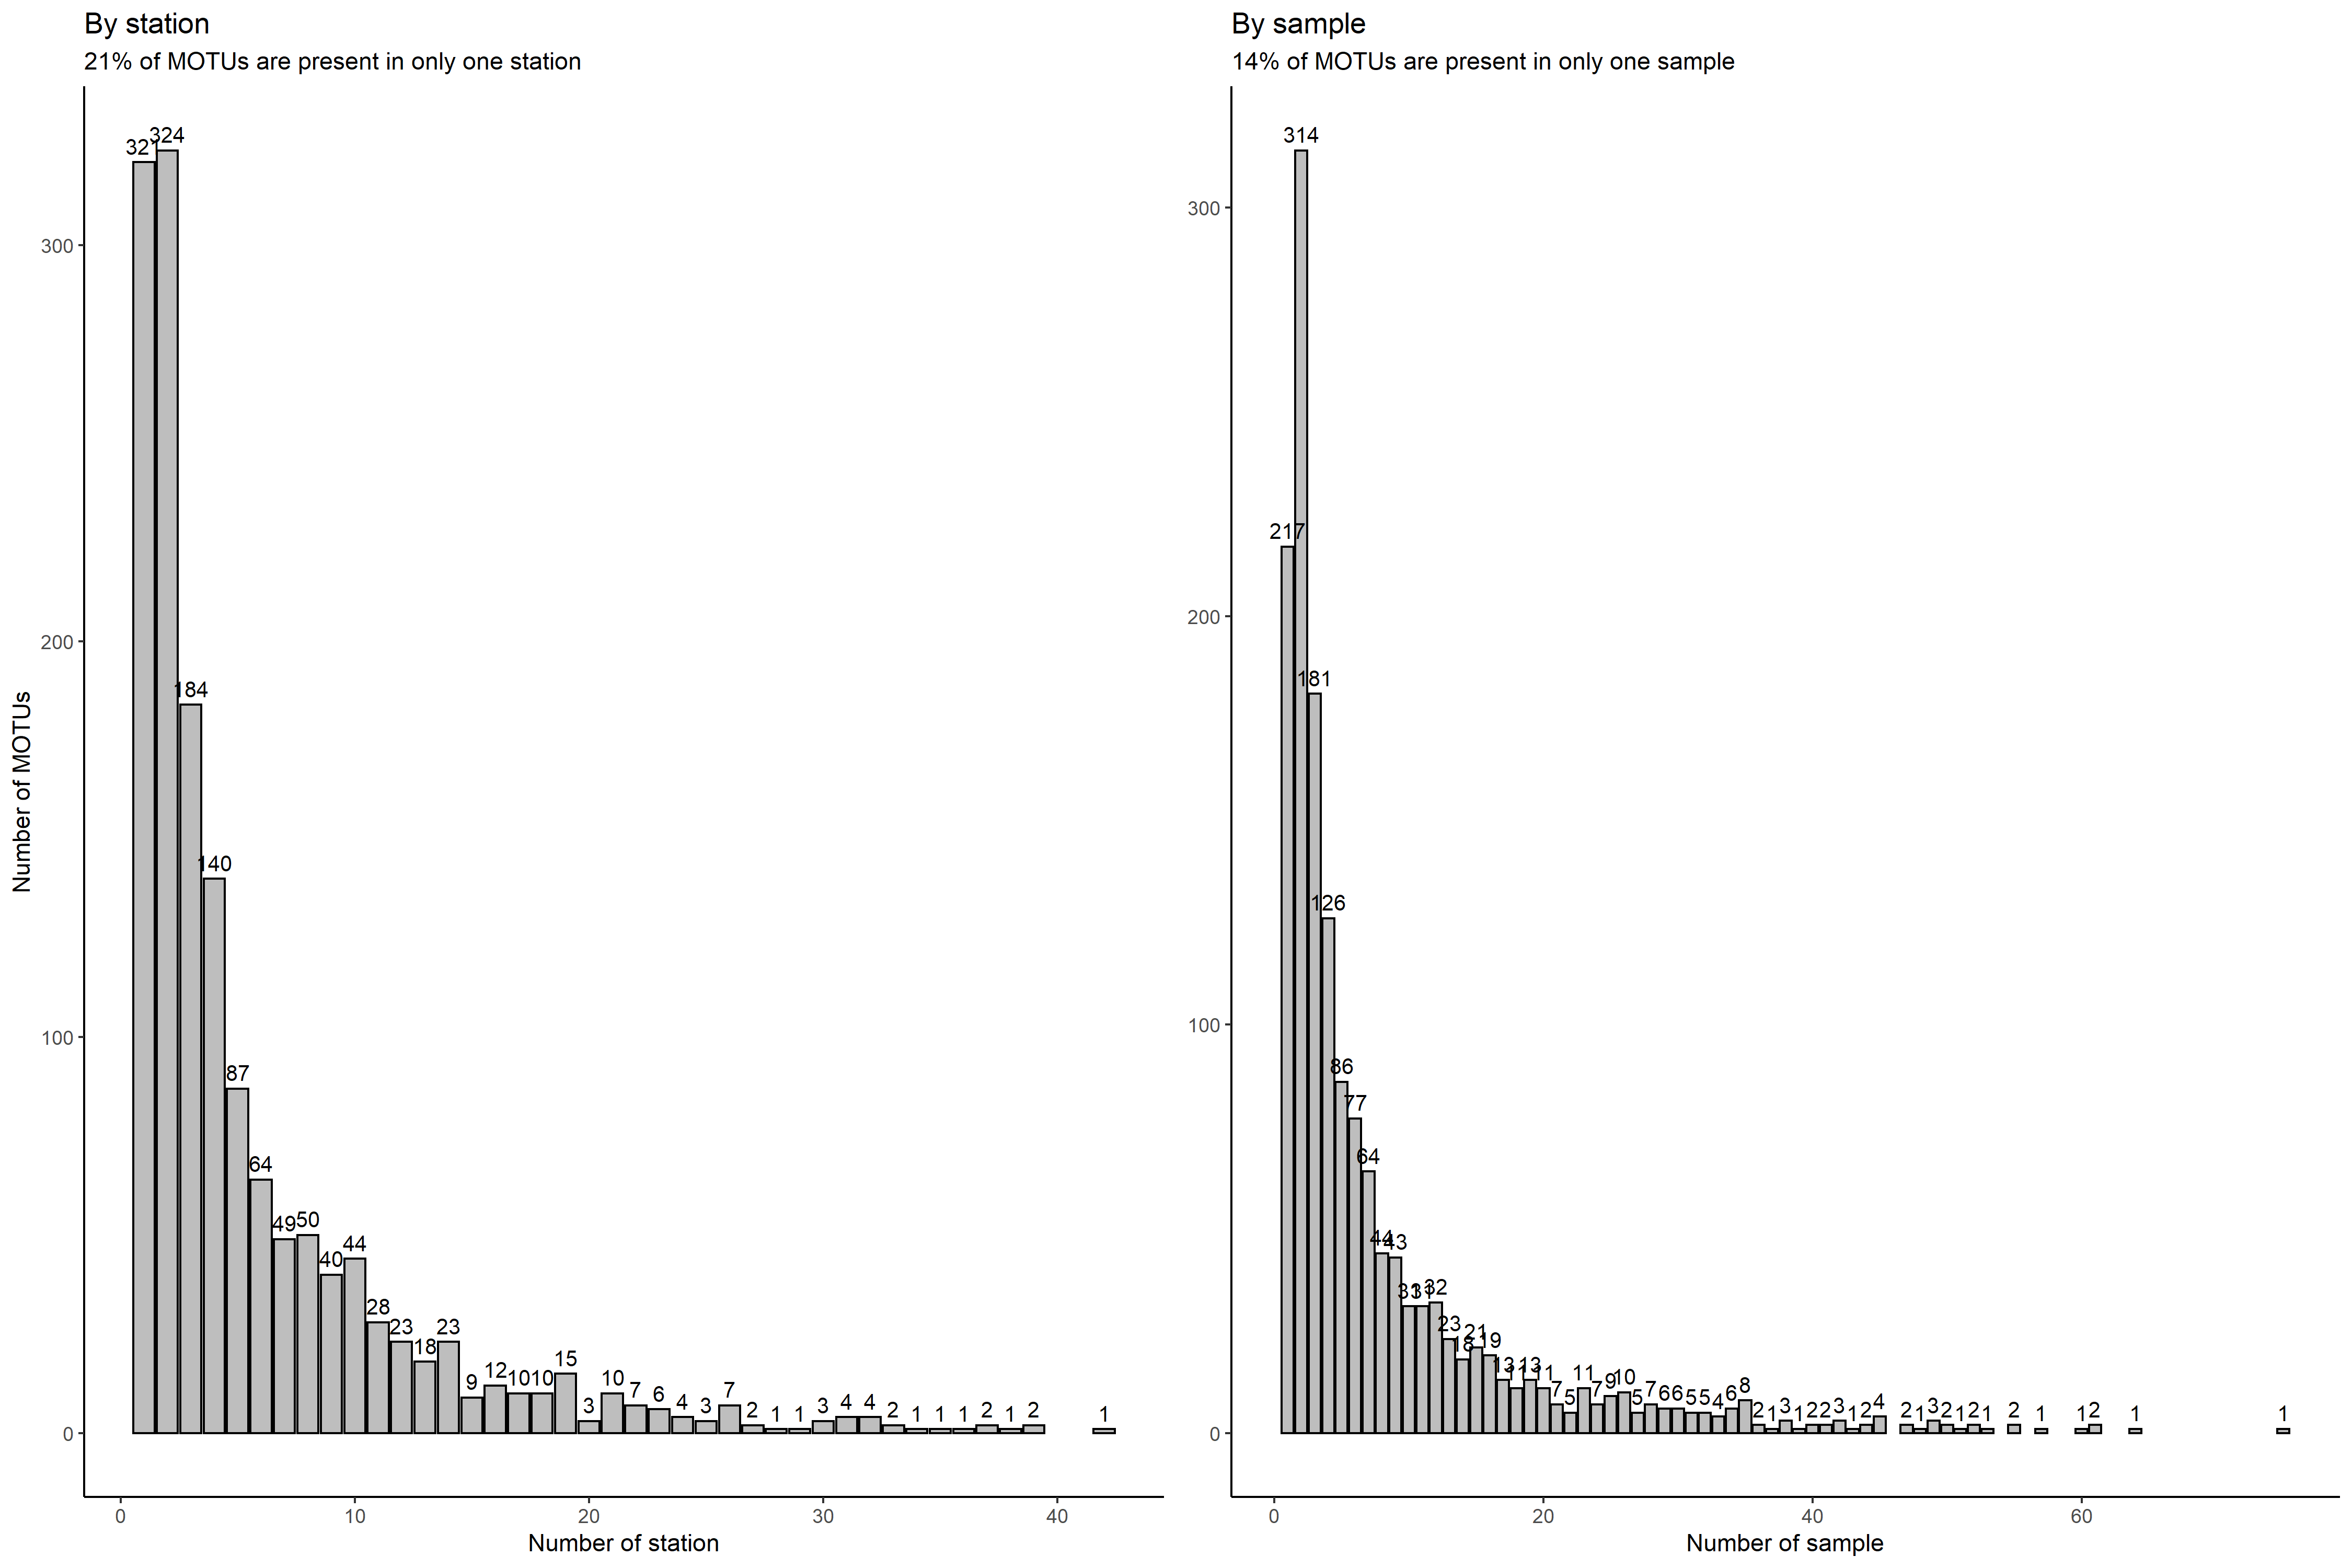 By station
21% of MOTUs are present in only one station
Number of MOTUs
300
200
100
0
321 324 184 140 87 64 49 50 40 44 28 23 18 23 9 12 10 10 15 3 10 7 6 4 3 7 2 1 1 3 4 4 2 1 1 1 2 1 2 1
0 10 20 30 40
Number of station
By sample
14% of MOTUs are present in only one sample
300
200
100
0
217 314 181 126 86 77 64 44 43 31 31 32 23 18 21 19 13 11 13 11 7 5 11 7 9 10 5 7 6 6 5 5 4 6 8 2 1 3 1 2 2 3 1 2 4 2 1 3 2 1 2 1 2 1 1 2 1 1
0 20 40 60
Number of sample